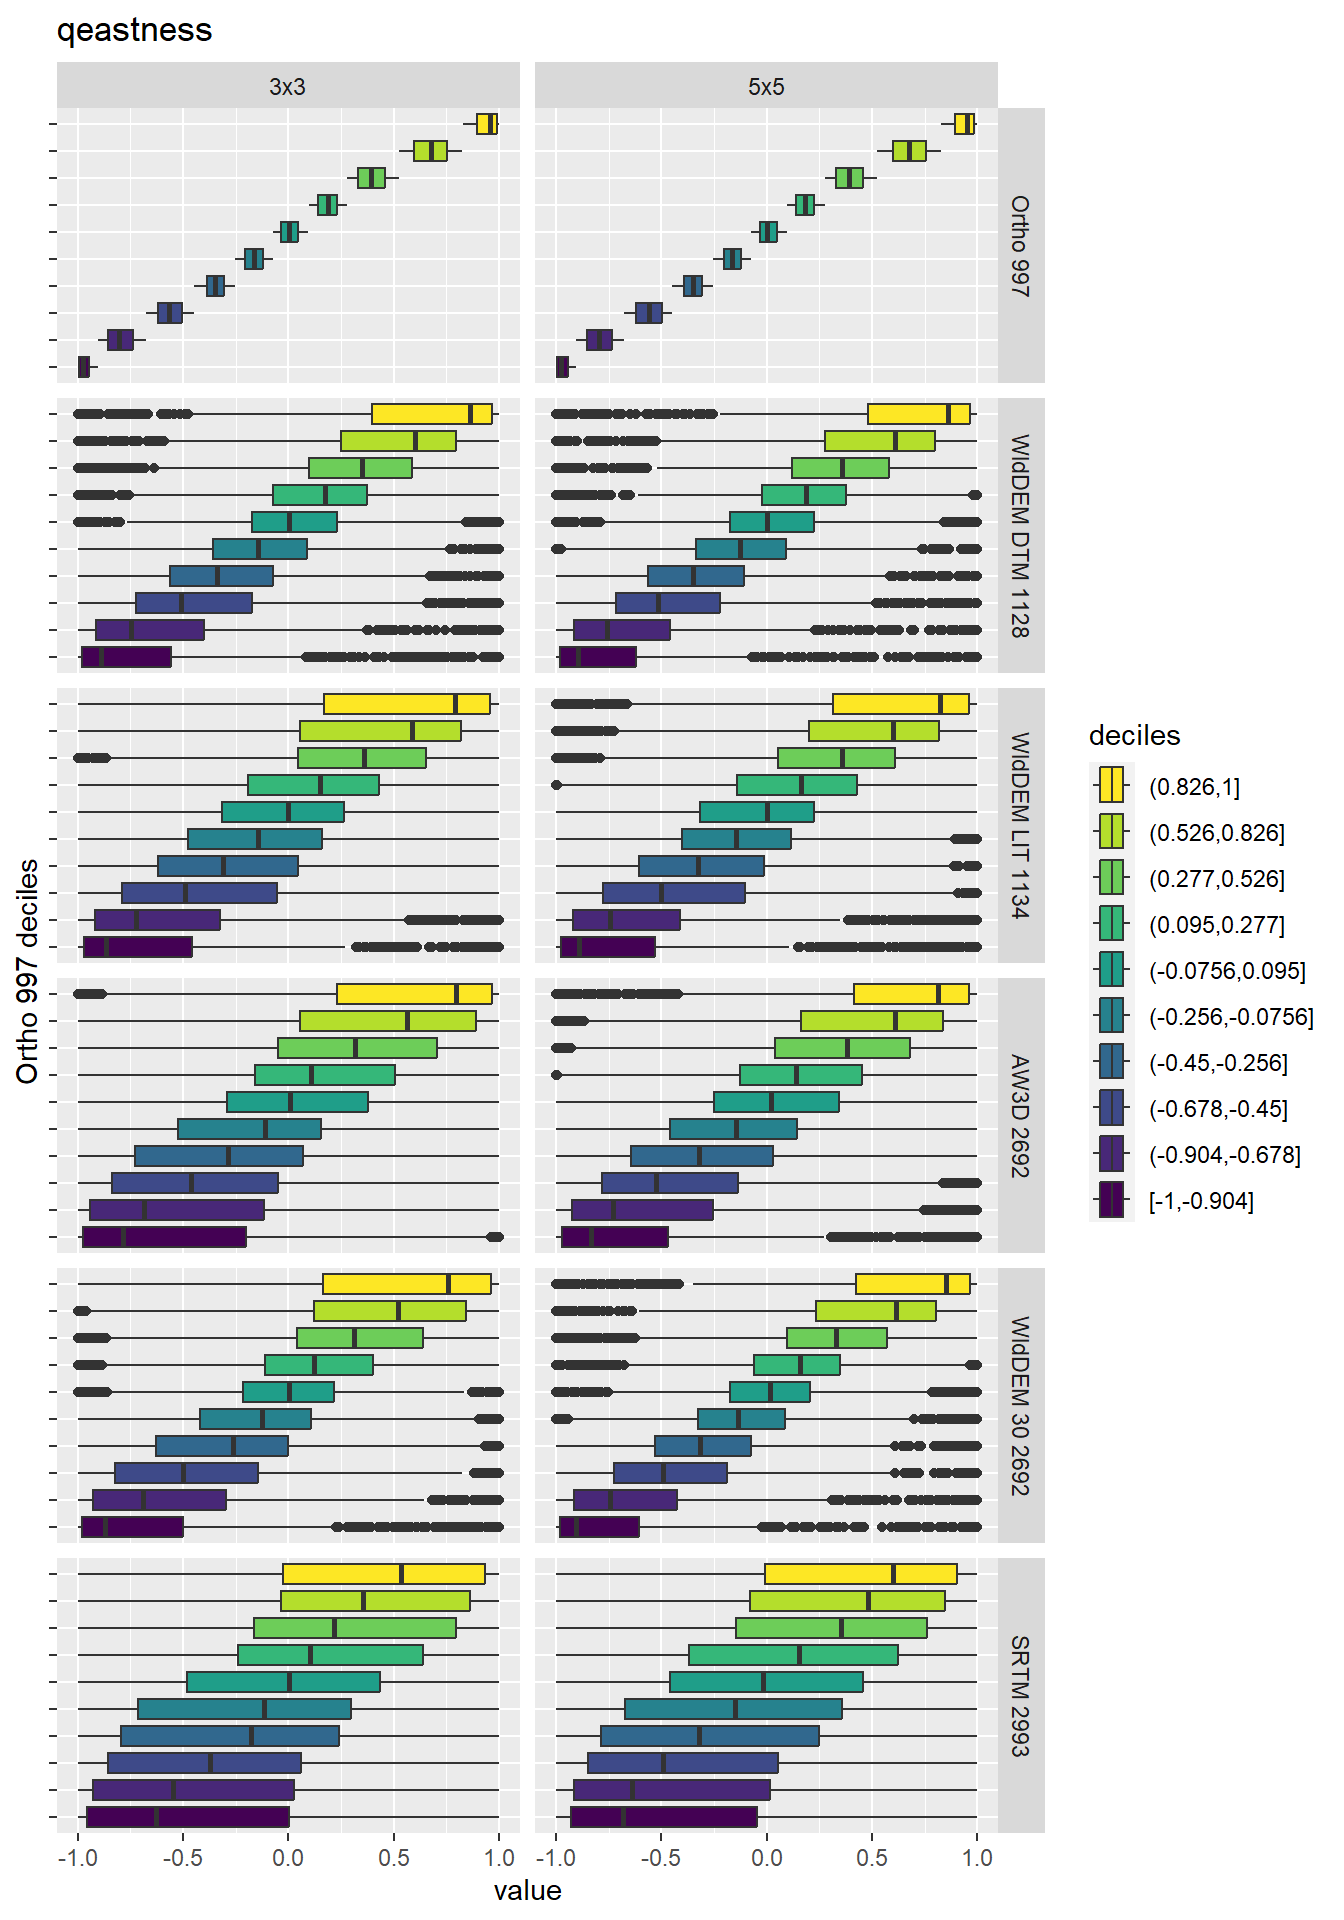 qeastness
3x3
5x5
Ortho 997
WldDEM DTM 1128
WldDEM LIT 1134
AW3D 2692
WldDEM 30 2692
SRTM 2993
Ortho 997 deciles
-1.0 -0.5 0.0 0.5 1.0
-1.0 -0.5 0.0 0.5 1.0
value
deciles
(0.826,1]
(0.526,0.826]
(0.277,0.526]
(0.095,0.277]
(-0.0756,0.095]
(-0.256,-0.0756]
(-0.45,-0.256]
(-0.678,-0.45]
(-0.904,-0.678]
[-1,-0.904]